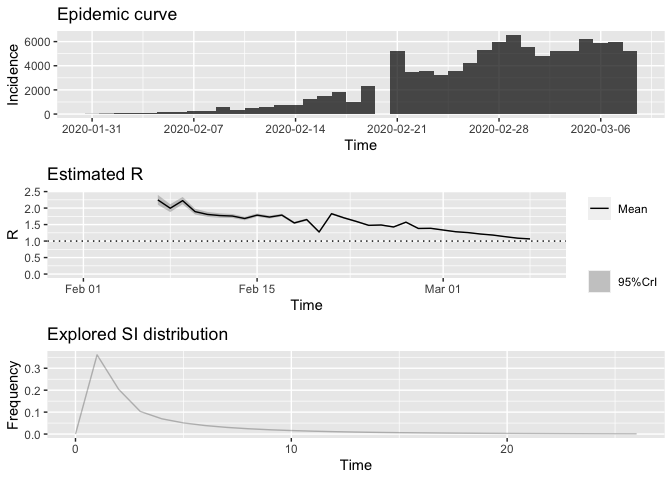 Epidemic curve
Incidence
6000
4000
2000
0
2020-01-31 2020-02-07 2020-02-14 2020-02-21 2020-02-28 2020-03-06
Time
Estimated R
R
2.5
2.0
1.5
1.0
0.5
0.0
Feb 01 Feb 15 Mar 01
Time
Mean
95%CrI
Explored SI distribution
Frequency
0.3
0.2
0.1
0.0
0 10 20
Time